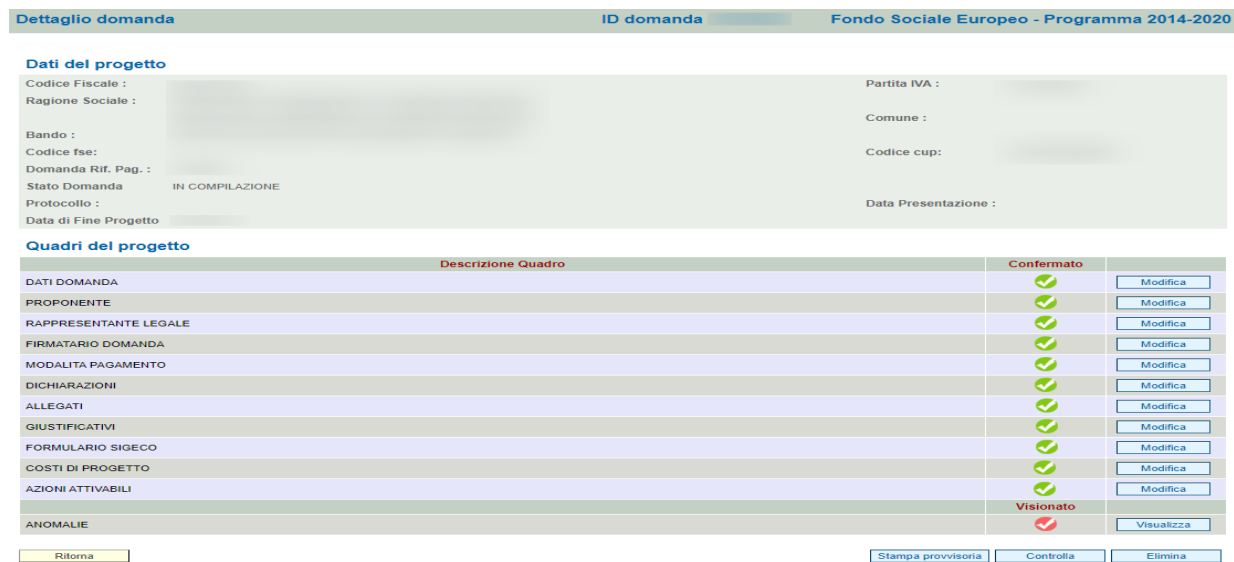 Dettaglio domanda ID domanda Fondo Sociale Europeo - Programma 2014-2020
Dati del progetto
Codice Fiscale : Partita IVA :
Ragione Sociale :
Comune :
Bando :
Codice fse: Codice cup:
Domanda Rif. Pag. :
Stato Domanda IN COMPILAZIONE
Protocollo : Data Presentazione :
Data di Fine Progetto
Quadri del progetto
Descrizione Quadro Confermato
DATI DOMANDA Modifica
PROPONENTE Modifica
RAPPRESENTANTE LEGALE Modifica
FIRMATARIO DOMANDA Modifica
MODALITA PAGAMENTO Modifica
DICHIARAZIONI Modifica
ALLEGATI Modifica
GIUSTIFICATIVI Modifica
FORMULARIO SIGECO Modifica
COSTI DI PROGETTO Modifica
AZIONI ATTIVABILI Modifica
Visionato
ANOMALIE Visualizza
Ritorna Stampa provvisoria Controlla Elimina